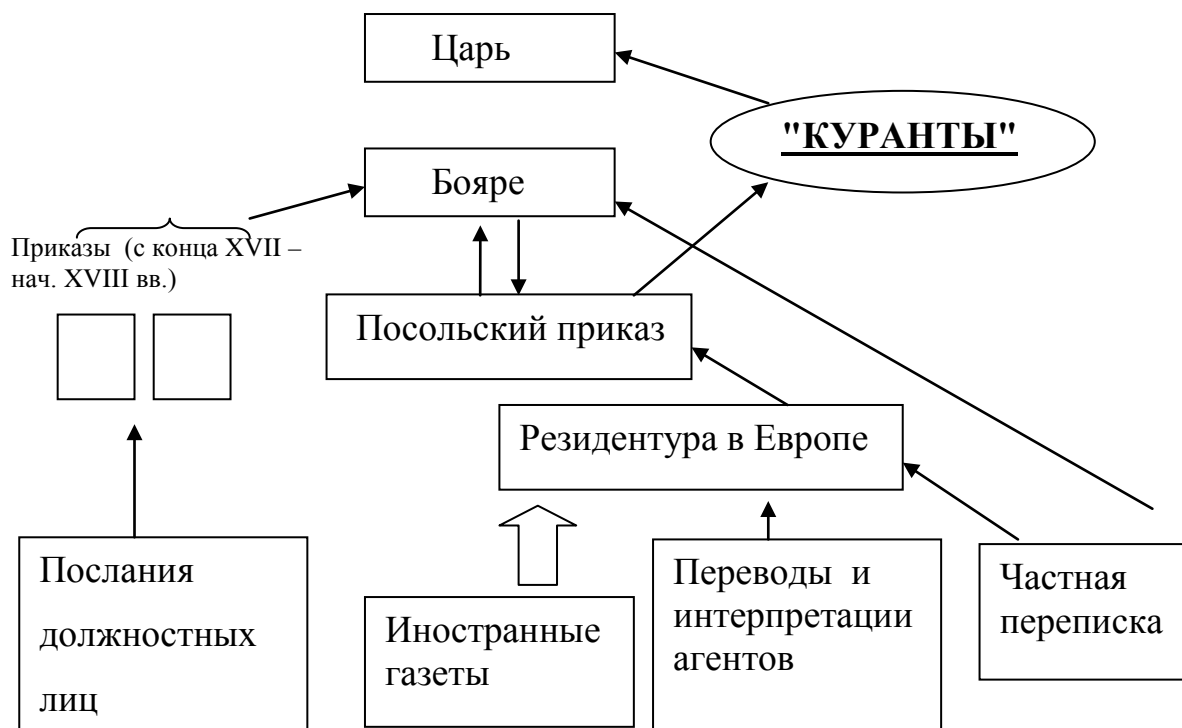 Царь
"КУРАНТЫ"
Бояре
Приказы (с конца XVII –
нач. XVIII вв.)
Посольский приказ
Резидентура в Европе
Послания
должностных
лиц
Иностранные
газеты
Переводы и
интерпретации
агентов
Частная
переписка